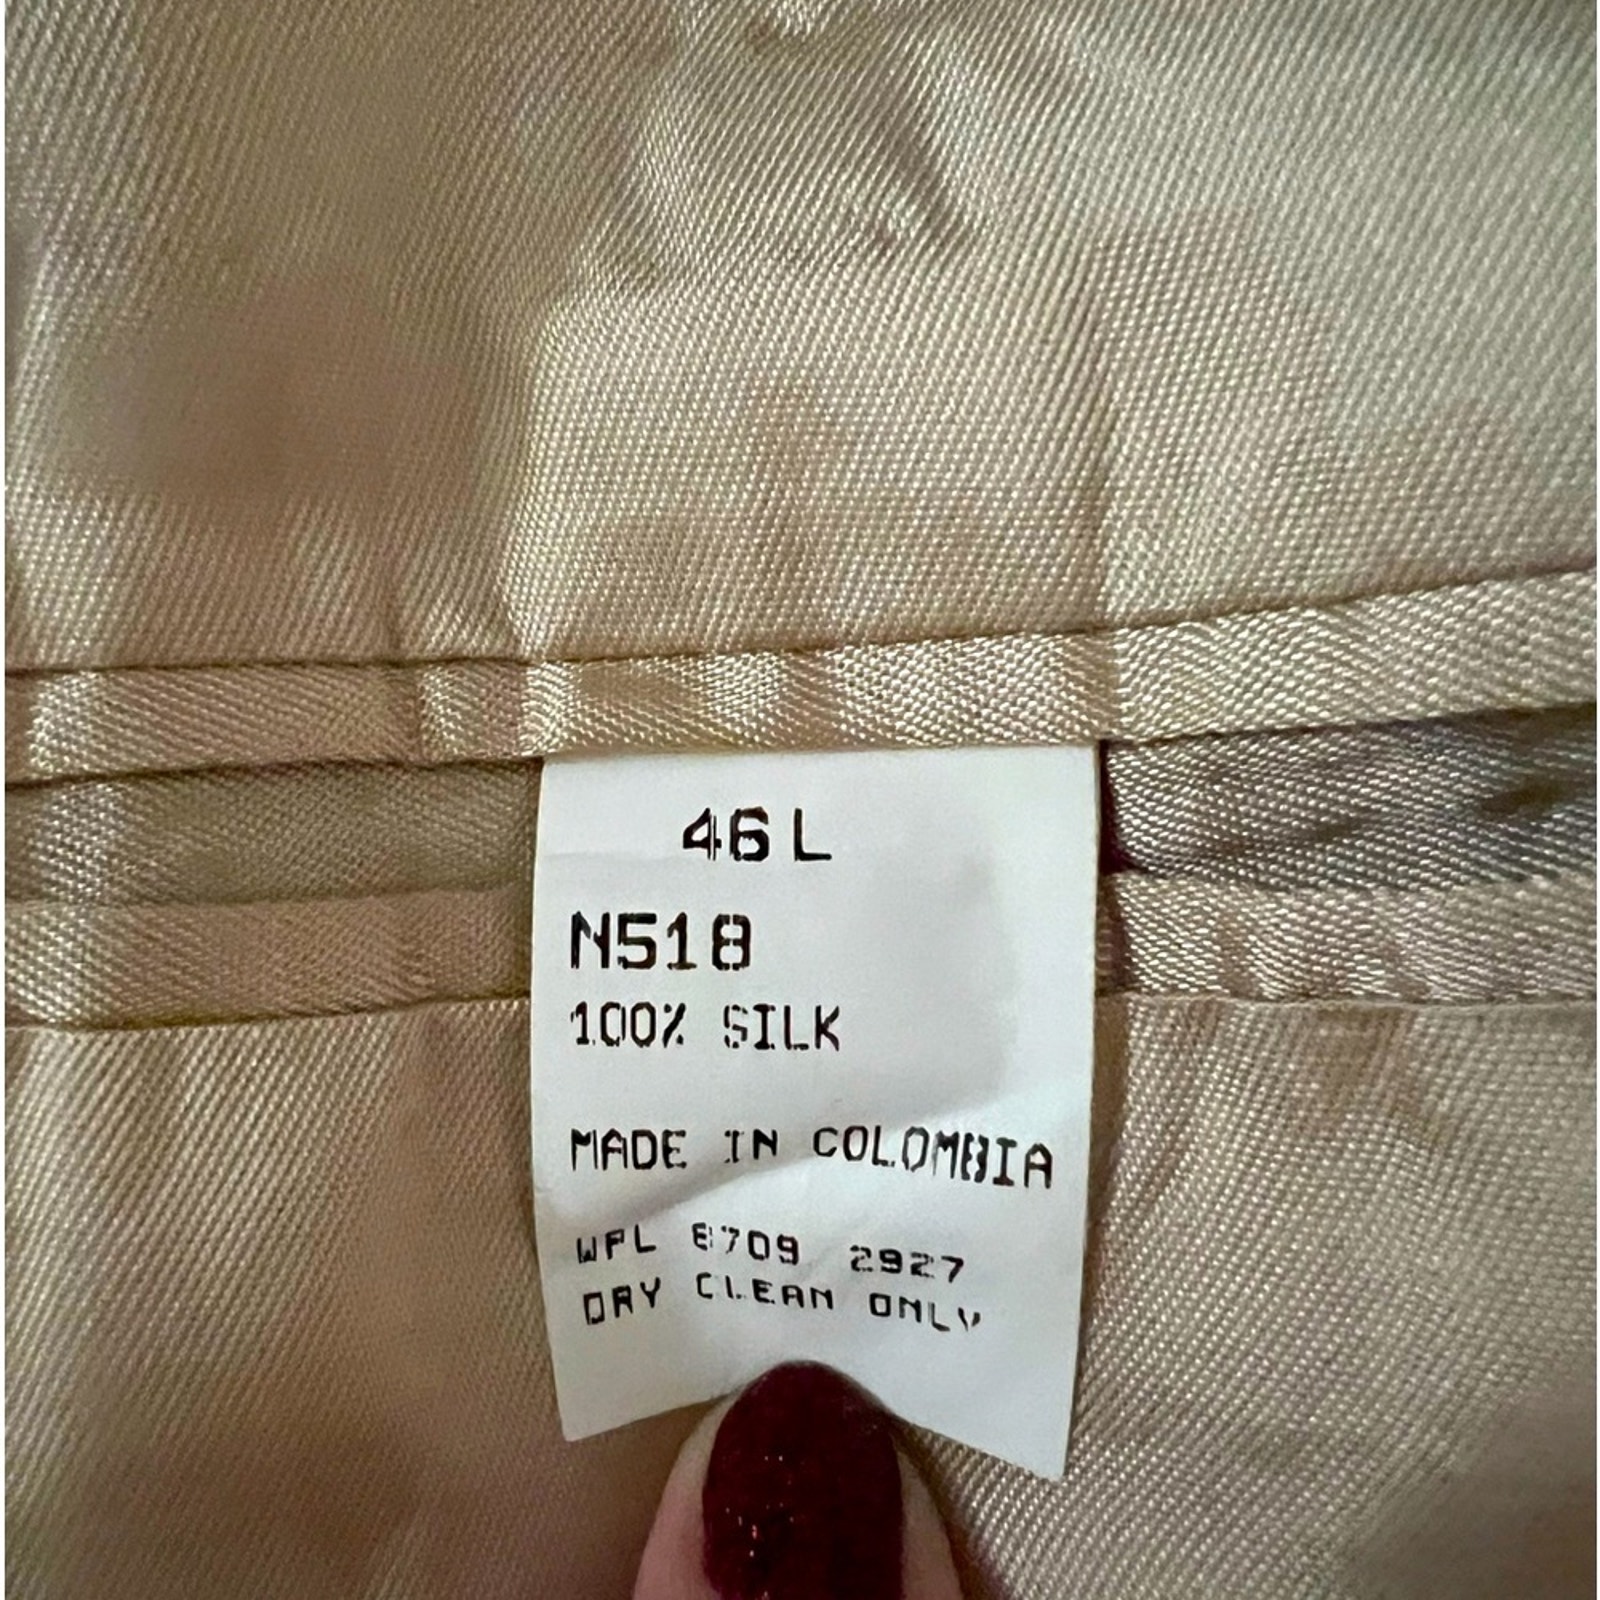 46 L
N518
100% SILK
MADE IN COLOMBIA
WPL 8709 2927
DRY CLEAN ONLY